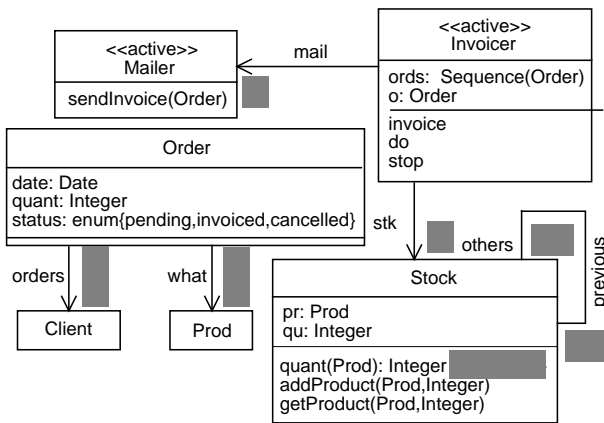 <<active>>
Mailer
sendInvoice(Order)
mail
<<active>>
Invoicer
ords: Sequence(Order)
o: Order
invoice
do
stop
Order
date: Date
quant: Integer
status: enum{pending,invoiced,cancelled}
orders
what
Client
Prod
stk
others
previous
Stock
pr: Prod
qu: Integer
quant(Prod): Integer
addProduct(Prod,Integer)
getProduct(Prod,Integer)